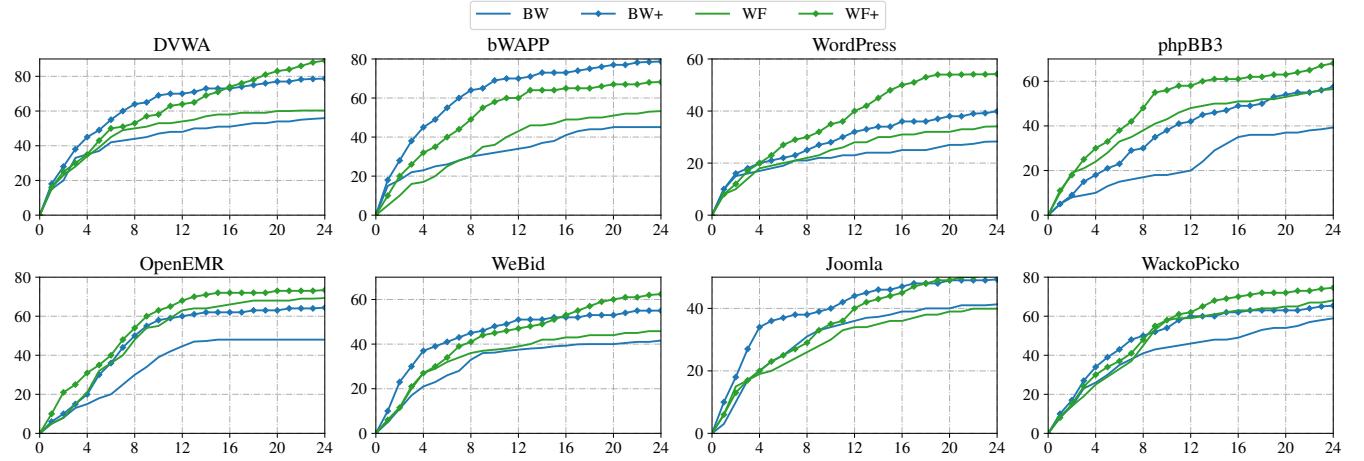 BW BW+ WF WF+
DVWA bWAPP WordPress phpBB3
80 80 60 60
60 60 40 40
40 40 20 20
20 20 0 0
0 0
0 4 8 12 16 20 24 0 4 8 12 16 20 24 0 4 8 12 16 20 24 0 4 8 12 16 20 24
OpenEMR WeBid Joomla WackoPicko
80 60 40 80
60 40 20 60
40 20 0 40
20 0 20
0 0
0 4 8 12 16 20 24 0 4 8 12 16 20 24 0 4 8 12 16 20 24 0 4 8 12 16 20 24